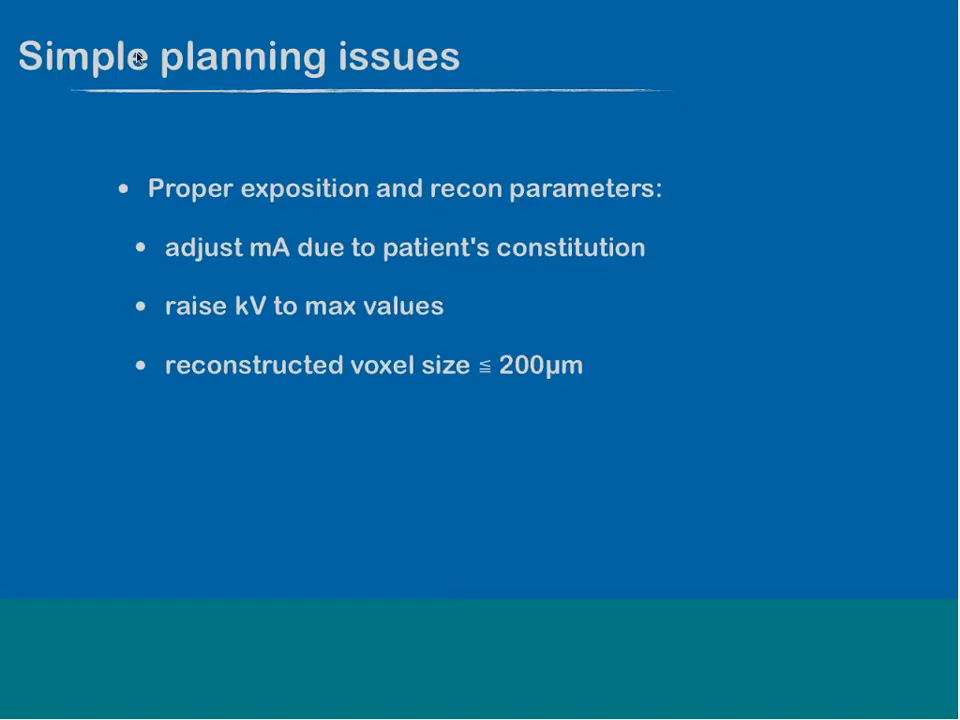 Simple planning issues
• Proper exposition and recon parameters:
• adjust mA due to patient's constitution
• raise kV to max values
• reconstructed voxel size ≦ 200µm